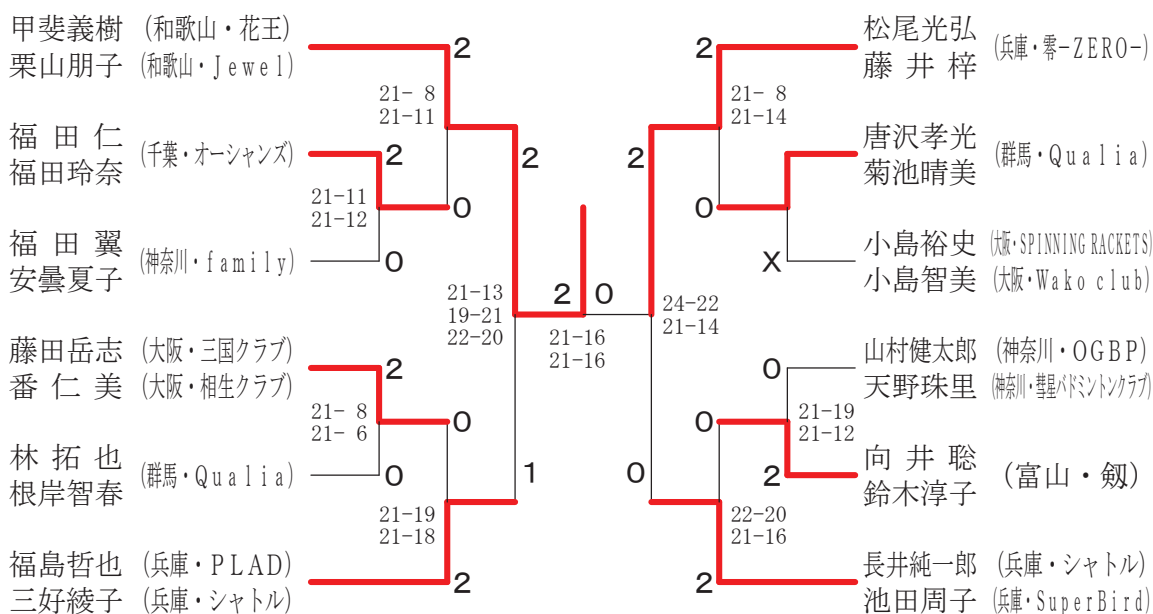 甲斐義樹 (和歌山・花王)
栗山朋子 (和歌山・Jewel)
2
21- 8
21-11
福田仁
福田玲奈
(千葉・オーシャンズ)
2
0
21-11
21-12
福田翼
安曇夏子
(神奈川・family)
0
2
21-13
19-21
22-20
藤田岳志 (大阪・三国クラブ)
番仁美 (大阪・相生クラブ)
2
0
21- 8
21- 6
林拓也
根岸智春
(群馬・Qualia)
0
1
21-19
21-18
福島哲也 (兵庫・PLAD)
三好綾子 (兵庫・シャトル)
2
2 0
21-16
21-16
松尾光弘
藤井梓
(兵庫・零-ZERO-)
2
21- 8
21-14
唐沢孝光
菊池晴美
(群馬・Qualia)
0
小島裕史 (大阪・SPINNING RACKETS)
小島智美 (大阪・Wako club)
X
2
24-22
21-14
山村健太郎 (神奈川・OGBP)
天野珠里 (神奈川・彗星バドミントンクラブ)
0
0
21-19
21-12
向井聡
鈴木淳子
(富山・剱)
2
0
22-20
21-16
長井純一郎 (兵庫・シャトル)
池田周子 (兵庫・SuperBird)
2